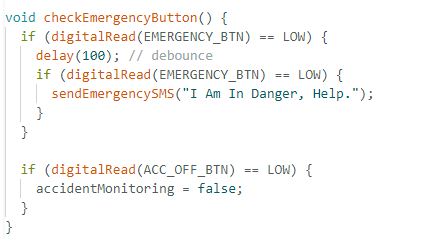 void checkEmergencyButton() {
  if (digitalRead(EMERGENCY_BTN) == LOW) {
    delay(100); // debounce
    if (digitalRead(EMERGENCY_BTN) == LOW) {
      sendEmergencySMS("I Am In Danger, Help.");
    }
  }

  if (digitalRead(ACC_OFF_BTN) == LOW) {
    accidentMonitoring = false;
  }
}